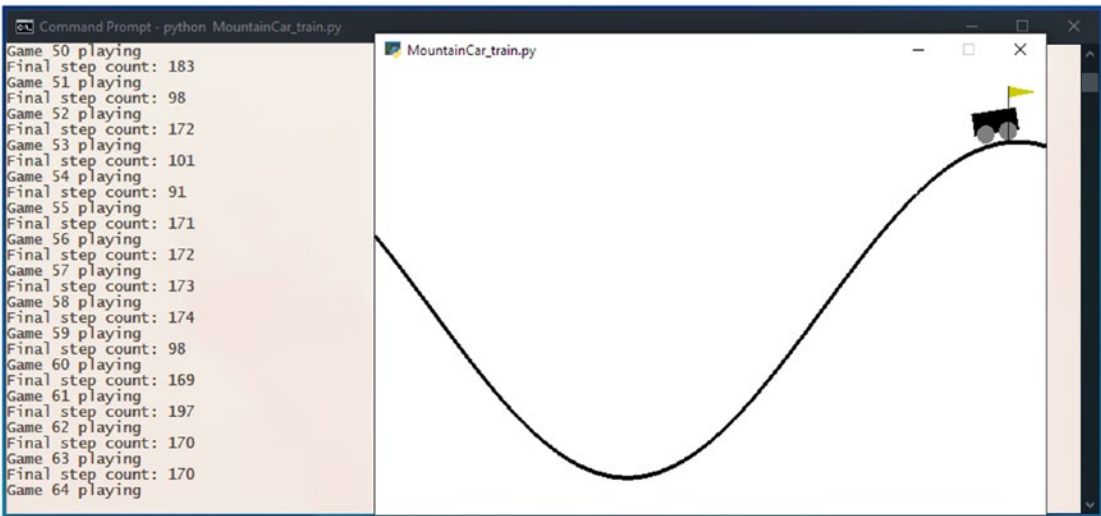 Command Prompt - python MountainCar_train.py
Game 50 playing
Final step count: 183
Game 51 playing
Final step count: 98
Game 52 playing
Final step count: 172
Game 53 playing
Final step count: 101
Game 54 playing
Final step count: 91
Game 55 playing
Final step count: 171
Game 56 playing
Final step count: 172
Game 57 playing
Final step count: 173
Game 58 playing
Final step count: 174
Game 59 playing
Final step count: 98
Game 60 playing
Final step count: 169
Game 61 playing
Final step count: 197
Game 62 playing
Final step count: 170
Game 63 playing
Final step count: 170
Game 64 playing
MountainCar_train.py